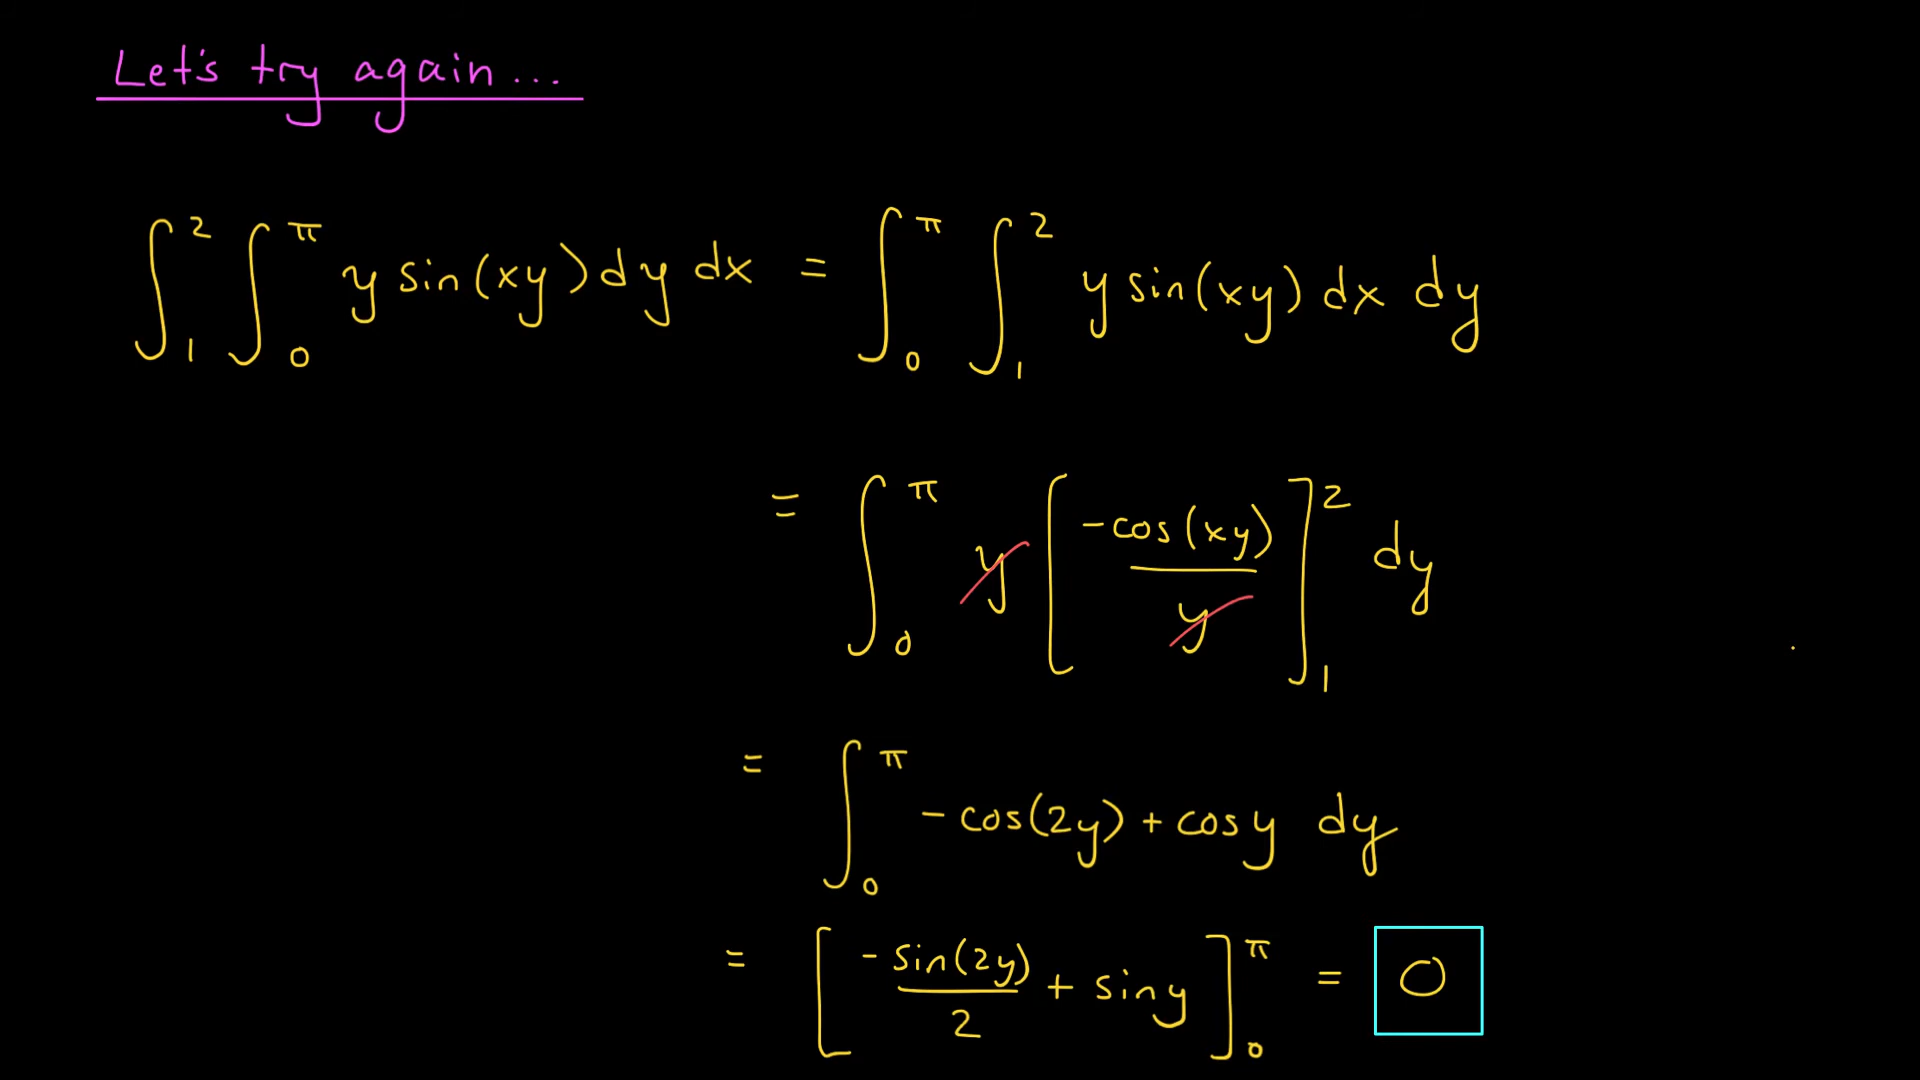 Let's try again...
∫₁² ∫₀^π y sin(xy) dy dx = ∫₀^π ∫₁² y sin(xy) dx dy
= ∫₀^π y [ -cos(xy) / y ]₁² dy
= ∫₀^π - cos(2y) + cos y dy
= [ - sin(2y) / 2 + sin y ]₀^π = 0